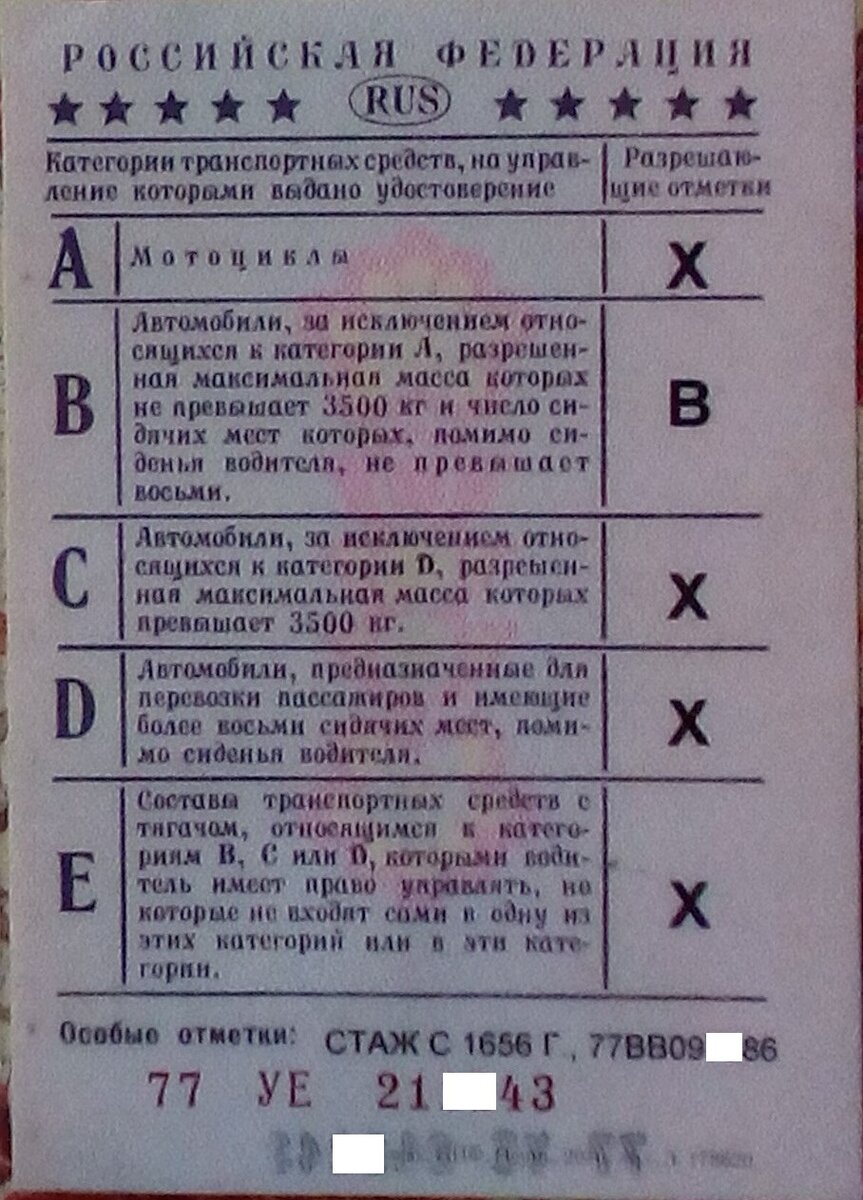 РОССИЙСКАЯ ФЕДЕРАЦИЯ
★★★★★ RUS ★★★★★
Категории транспортных средств, на управ-
ление которыми выдано удостоверение
Разрешаю-
щие отметки
A
Мотоциклы
X
B
Автомобили, за исключением отно-
сящихся к категории А, разрешен-
ная максимальная масса которых
не превышает 3500 кг и число си-
дячих мест которых, помимо си-
денья водителя, не превышает
восьми.
B
C
Автомобили, за исключением отно-
сящихся к категории D, разрешен-
ная максимальная масса которых
превышает 3500 кг.
X
D
Автомобили, предназначенные для
перевозки пассажиров и имеющие
более восьми сидячих мест, поми-
мо сиденья водителя.
X
E
Составы транспортных средств с
тягачом, относящимся к катего-
риям В, С или D, которыми води-
тель имеет право управлять, но
которые не входят сами в одну из
этих категорий или в эти кате-
гории.
X
Особые отметки: СТАЖ С 1656 Г., 77ВВ09 86
77 УЕ 21 43